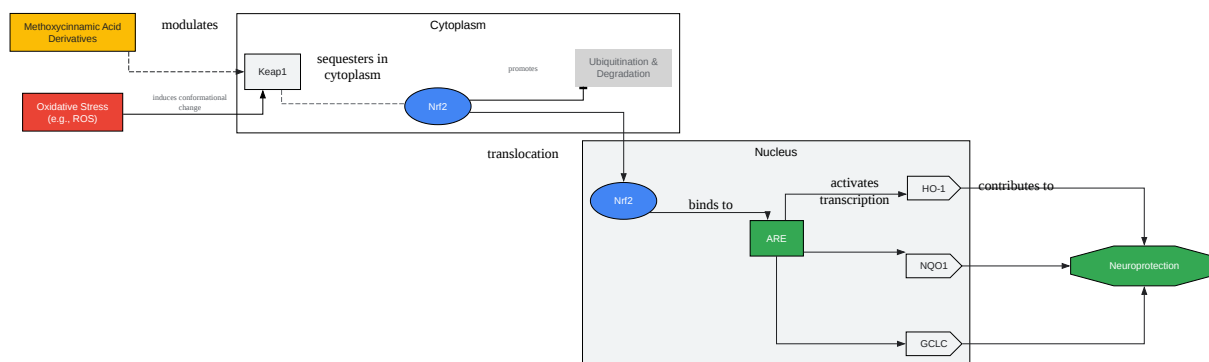 Methoxycinnamic Acid
Derivatives
modulates
Cytoplasm
Keap1
sequesters in
cytoplasm
promotes
Ubiquitination &
Degradation
Oxidative Stress
(e.g., ROS)
induces conformational
change
Nrf2
translocation
Nucleus
Nrf2
binds to
ARE
activates
transcription
HO-1
contributes to
NQO1
Neuroprotection
GCLC